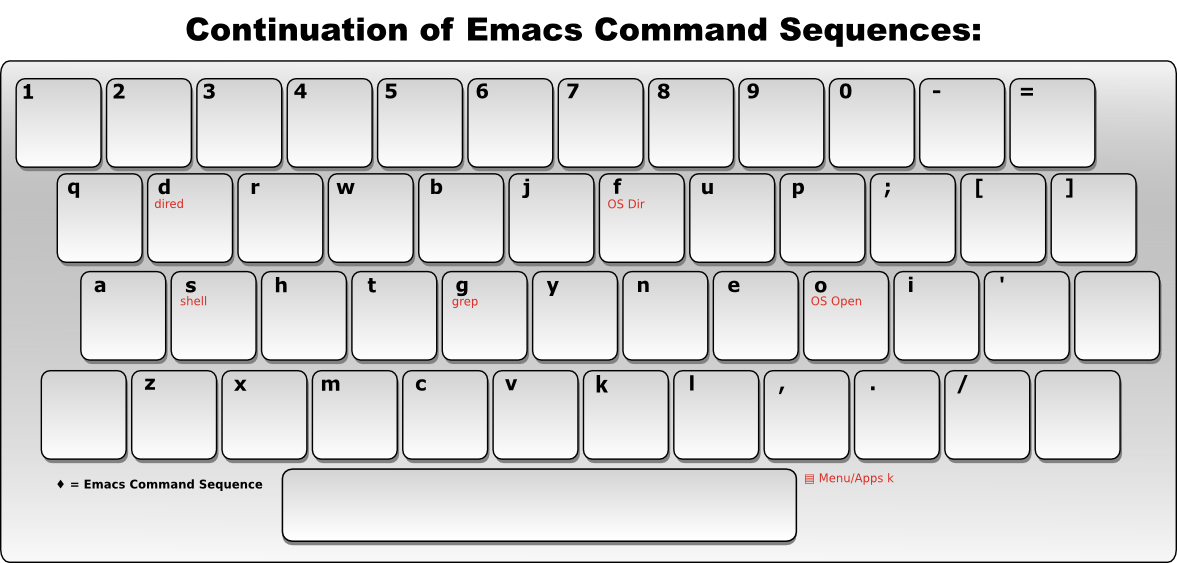 Continuation of Emacs Command Sequences:
1 2 3 4 5 6 7 8 9 0 - =
q d r w b j f u p ; [ ]
dired OS Dir
a s h t g y n e o i '
shell grep OS Open
z x m c v k l , . /
♦ = Emacs Command Sequence ▤ Menu/Apps k